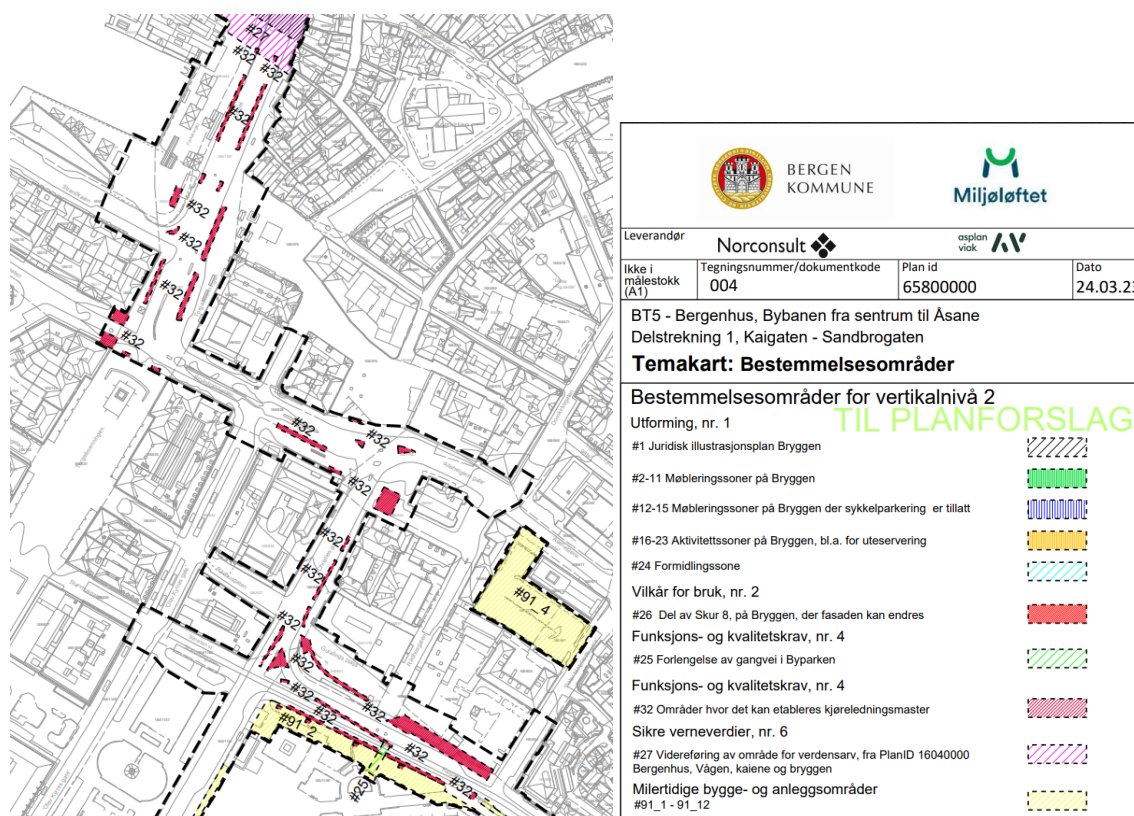 #27
#32
#32
#32
#32
#32
#32
#32
#32
#32
#32
#32
#32
#91_4
#32
#32
#32
#32
#91_2
#32
#32
#25
BERGEN
KOMMUNE
Miljøløftet
Leverandør
Norconsult
asplan
viak
Ikke i
målestokk
(A1)
Tegningsnummer/dokumentkode
004
Plan id
65800000
Dato
24.03.23
BT5 - Bergenhus, Bybanen fra sentrum til Åsane
Delstrekning 1, Kaigaten - Sandbrogaten
Temakart: Bestemmelsesområder
Bestemmelsesområder for vertikalnivå 2
TIL PLANFORSLAG
Utforming, nr. 1
#1 Juridisk illustrasjonsplan Bryggen
#2-11 Møbleringssoner på Bryggen
#12-15 Møbleringssoner på Bryggen der sykkelparkering er tillatt
#16-23 Aktivitettssoner på Bryggen, bl.a. for uteservering
#24 Formidlingssone
Vilkår for bruk, nr. 2
#26 Del av Skur 8, på Bryggen, der fasaden kan endres
Funksjons- og kvalitetskrav, nr. 4
#25 Forlengelse av gangvei i Byparken
Funksjons- og kvalitetskrav, nr. 4
#32 Områder hvor det kan etableres kjøreledningsmaster
Sikre verneverdier, nr. 6
#27 Videreføring av område for verdensarv, fra PlanID 16040000
Bergenhus, Vågen, kaiene og bryggen
Milertidige bygge- og anleggsområder
#91_1 - 91_12